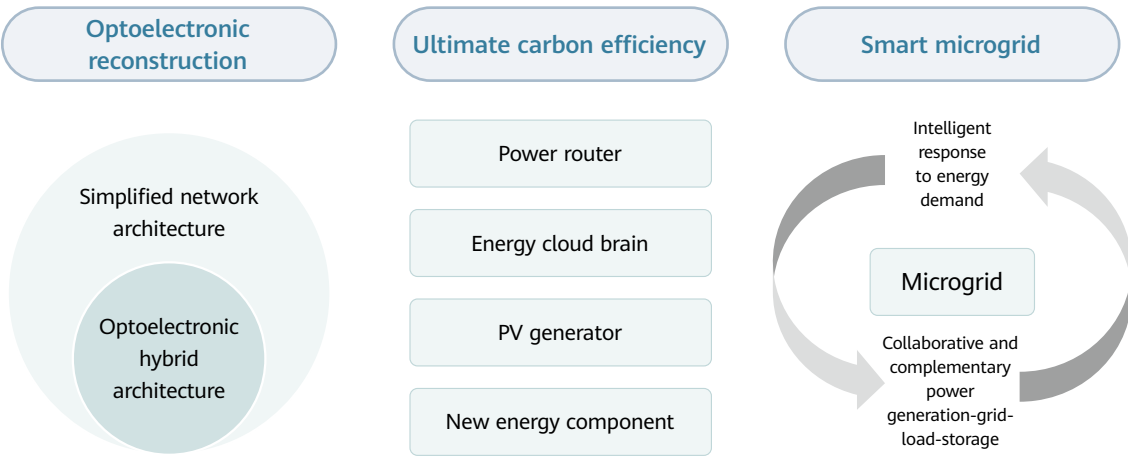 Optoelectronic
reconstruction
Simplified network
architecture
Optoelectronic
hybrid
architecture
Ultimate carbon efficiency
Power router
Energy cloud brain
PV generator
New energy component
Smart microgrid
Intelligent
response
to energy
demand
Microgrid
Collaborative and
complementary
power
generation-grid-
load-storage